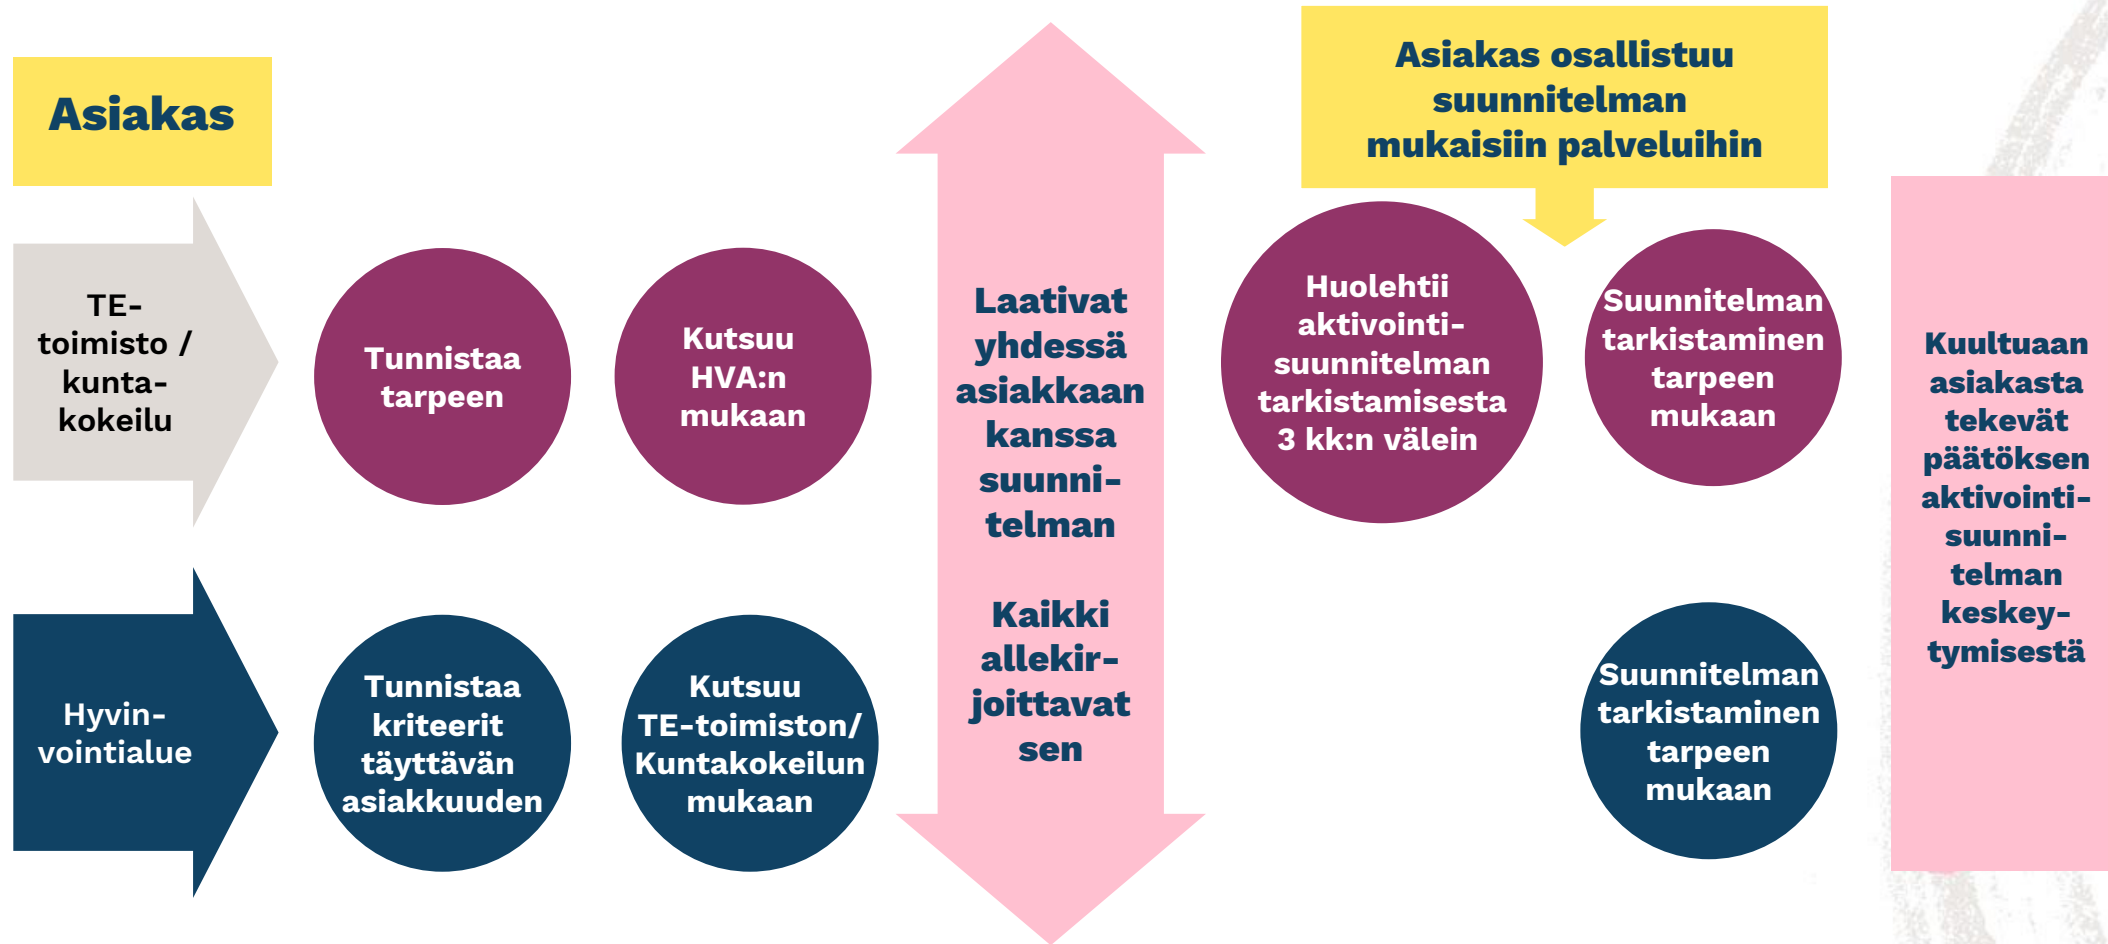 Asiakas
TE-
toimisto /
kunta-
kokeilu
Tunnistaa
tarpeen
Kutsuu
HVA:n
mukaan
Hyvin-
vointialue
Tunnistaa
kriteerit
täyttävän
asiakkuuden
Kutsuu
TE-toimiston/
Kuntakokeilun
mukaan
Laativat
yhdessä
asiakkaan
kanssa
suunni-
telman
Kaikki
allekir-
joittavat
sen
Asiakas osallistuu
suunnitelman
mukaisiin palveluihin
Huolehtii
aktivointi-
suunnitelman
tarkistamisesta
3 kk:n välein
Suunnitelman
tarkistaminen
tarpeen
mukaan
Suunnitelman
tarkistaminen
tarpeen
mukaan
Kuultuaan
asiakasta
tekevät
päätöksen
aktivointi-
suunni-
telman
keskey-
tymisestä